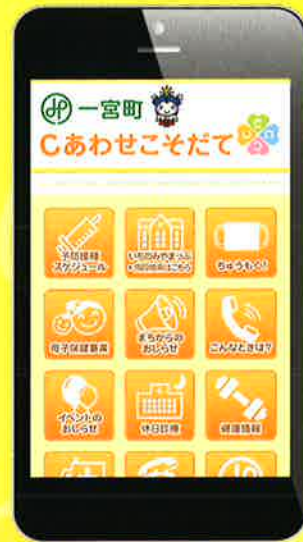 一宮町
Cあわせこそだて
予防接種
スケジュール
いちのみやまっぷ
ちゅうもく!
母子保健事業
まちからの
おしらせ
こんなときは?
イベントの
おしらせ
休日診療
健康情報